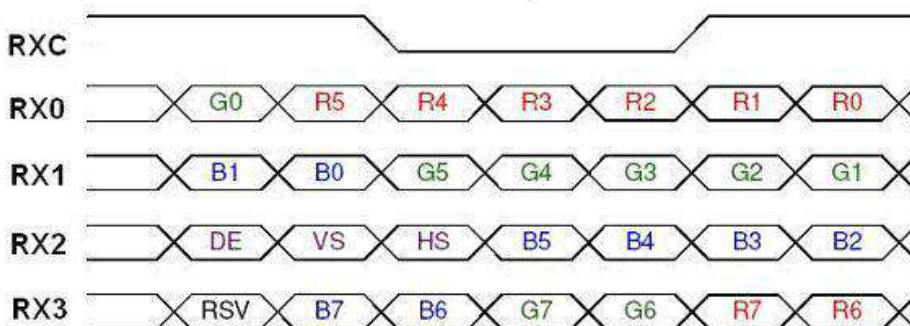 RXC
RX0 G0 R5 R4 R3 R2 R1 R0
RX1 B1 B0 G5 G4 G3 G2 G1
RX2 DE VS HS B5 B4 B3 B2
RX3 RSV B7 B6 G7 G6 R7 R6